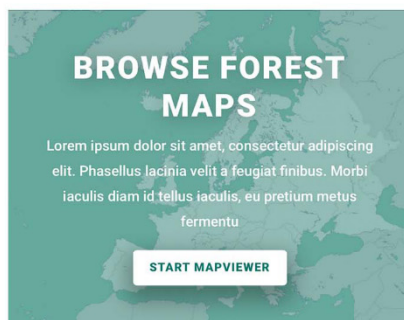 BROWSE FOREST
MAPS
Lorem ipsum dolor sit amet, consectetur adipiscing
elit. Phasellus lacinia velit a feugiat finibus. Morbi
iaculis diam id tellus iaculis, eu pretium metus
fermentu
START MAPVIEWER